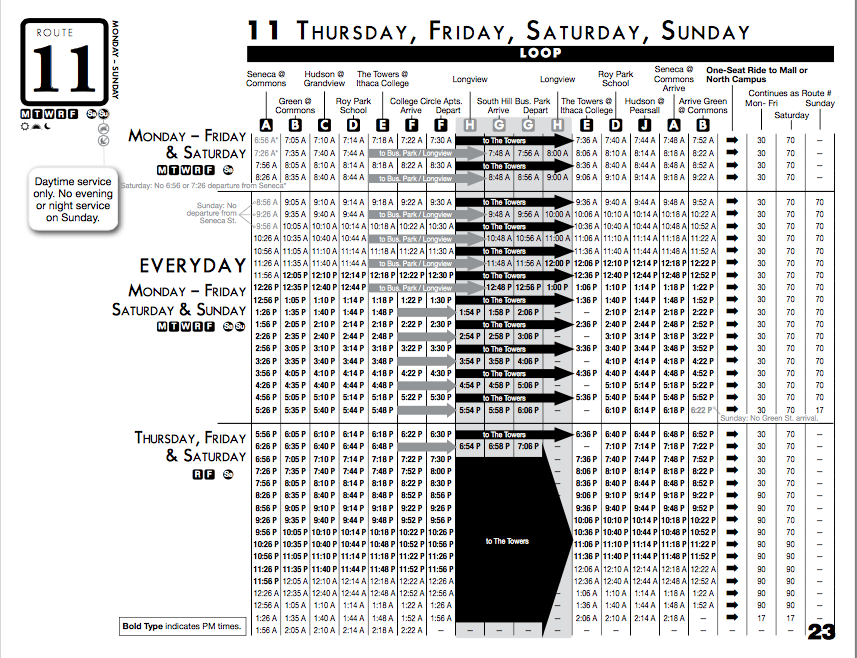 ROUTE
11
MONDAY – SUNDAY
M T W R F Sa Su
11 THURSDAY, FRIDAY, SATURDAY, SUNDAY
LOOP
Seneca @ Commons
Green @ Commons
Hudson @ Grandview
Roy Park School
The Towers @ Ithaca College
College Circle Apts.
Arrive Depart
Longview
South Hill Bus. Park
Arrive Depart
Longview
The Towers @ Ithaca College
Roy Park School
Hudson @ Pearsall
Seneca @ Commons Arrive
Arrive Green @ Commons
One-Seat Ride to Mall or North Campus
Continues as Route #
Mon- Fri Saturday Sunday
A B C D E F F H G G H E D J A B
MONDAY – FRIDAY
& SATURDAY
M T W R F Sa
6:56 A* 7:05 A 7:10 A 7:14 A 7:18 A 7:22 A 7:30 A to The Towers 7:36 A 7:40 A 7:44 A 7:48 A 7:52 A 30 70 –
7:26 A* 7:35 A 7:40 A 7:44 A to Bus. Park / Longview 7:48 A 7:56 A 8:00 A 8:06 A 8:10 A 8:14 A 8:18 A 8:22 A 30 70 –
7:56 A 8:05 A 8:10 A 8:14 A 8:18 A 8:22 A 8:30 A to The Towers 8:36 A 8:40 A 8:44 A 8:48 A 8:52 A 30 70 –
8:26 A 8:35 A 8:40 A 8:44 A to Bus. Park / Longview 8:48 A 8:56 A 9:00 A 9:06 A 9:10 A 9:14 A 9:18 A 9:22 A 30 70 –
Saturday: No 6:56 or 7:26 departure from Seneca*
Daytime service only. No evening or night service on Sunday.
Sunday: No departure from Seneca St.
EVERYDAY
MONDAY – FRIDAY
SATURDAY & SUNDAY
M T W R F Sa Su
8:56 A 9:05 A 9:10 A 9:14 A 9:18 A 9:22 A 9:30 A to The Towers 9:36 A 9:40 A 9:44 A 9:48 A 9:52 A 30 70 70
9:26 A 9:35 A 9:40 A 9:44 A to Bus. Park / Longview 9:48 A 9:56 A 10:00 A 10:06 A 10:10 A 10:14 A 10:18 A 10:22 A 30 70 70
9:56 A 10:05 A 10:10 A 10:14 A 10:18 A 10:22 A 10:30 A to The Towers 10:36 A 10:40 A 10:44 A 10:48 A 10:52 A 30 70 70
10:26 A 10:35 A 10:40 A 10:44 A to Bus. Park / Longview 10:48 A 10:56 A 11:00 A 11:06 A 11:10 A 11:14 A 11:18 A 11:22 A 30 70 70
10:56 A 11:05 A 11:10 A 11:14 A 11:18 A 11:22 A 11:30 A to The Towers 11:36 A 11:40 A 11:44 A 11:48 A 11:52 A 30 70 70
11:26 A 11:35 A 11:40 A 11:44 A to Bus. Park / Longview 11:48 A 11:56 A 12:00 P 12:06 P 12:10 P 12:14 P 12:18 P 12:22 P 30 70 70
11:56 A 12:05 P 12:10 P 12:14 P 12:18 P 12:22 P 12:30 P to The Towers 12:36 P 12:40 P 12:44 P 12:48 P 12:52 P 30 70 70
12:26 P 12:35 P 12:40 P 12:44 P to Bus. Park / Longview 12:48 P 12:56 P 1:00 P 1:06 P 1:10 P 1:14 P 1:18 P 1:22 P 30 70 70
12:56 P 1:05 P 1:10 P 1:14 P 1:18 P 1:22 P 1:30 P to The Towers 1:36 P 1:40 P 1:44 P 1:48 P 1:52 P 30 70 70
1:26 P 1:35 P 1:40 P 1:44 P 1:48 P 1:54 P 1:58 P 2:06 P – – 2:10 P 2:14 P 2:18 P 2:22 P 30 70 70
1:56 P 2:05 P 2:10 P 2:14 P 2:18 P 2:22 P 2:30 P to The Towers 2:36 P 2:40 P 2:44 P 2:48 P 2:52 P 30 70 70
2:26 P 2:35 P 2:40 P 2:44 P 2:48 P 2:54 P 2:58 P 3:06 P – – 3:10 P 3:14 P 3:18 P 3:22 P 30 70 70
2:56 P 3:05 P 3:10 P 3:14 P 3:18 P 3:22 P 3:30 P to The Towers 3:36 P 3:40 P 3:44 P 3:48 P 3:52 P 30 70 70
3:26 P 3:35 P 3:40 P 3:44 P 3:48 P 3:54 P 3:58 P 4:06 P – – 4:10 P 4:14 P 4:18 P 4:22 P 30 70 70
3:56 P 4:05 P 4:10 P 4:14 P 4:18 P 4:22 P 4:30 P to The Towers 4:36 P 4:40 P 4:44 P 4:48 P 4:52 P 30 70 70
4:26 P 4:35 P 4:40 P 4:44 P 4:48 P 4:54 P 4:58 P 5:06 P – – 5:10 P 5:14 P 5:18 P 5:22 P 30 70 70
4:56 P 5:05 P 5:10 P 5:14 P 5:18 P 5:22 P 5:30 P to The Towers 5:36 P 5:40 P 5:44 P 5:48 P 5:52 P 30 70 70
5:26 P 5:35 P 5:40 P 5:44 P 5:48 P 5:54 P 5:58 P 6:06 P – – 6:10 P 6:14 P 6:18 P 6:22 P 30 70 17
Sunday: No Green St. arrival.
THURSDAY, FRIDAY
& SATURDAY
R F Sa
5:56 P 6:05 P 6:10 P 6:14 P 6:18 P 6:22 P 6:30 P to The Towers 6:36 P 6:40 P 6:44 P 6:48 P 6:52 P 30 70 –
6:26 P 6:35 P 6:40 P 6:44 P 6:48 P 6:54 P 6:58 P 7:06 P – – 7:10 P 7:14 P 7:18 P 7:22 P 30 70 –
6:56 P 7:05 P 7:10 P 7:14 P 7:18 P 7:22 P 7:30 P – 7:36 P 7:40 P 7:44 P 7:48 P 7:52 P 30 70 –
7:26 P 7:35 P 7:40 P 7:44 P 7:48 P 7:52 P 8:00 P – 8:06 P 8:10 P 8:14 P 8:18 P 8:22 P 30 70 –
7:56 P 8:05 P 8:10 P 8:14 P 8:18 P 8:22 P 8:30 P – 8:36 P 8:40 P 8:44 P 8:48 P 8:52 P 30 70 –
8:26 P 8:35 P 8:40 P 8:44 P 8:48 P 8:52 P 8:56 P – 9:06 P 9:10 P 9:14 P 9:18 P 9:22 P 90 70 –
8:56 P 9:05 P 9:10 P 9:14 P 9:18 P 9:22 P 9:26 P 9:36 P 9:40 P 9:44 P 9:48 P 9:52 P 90 70 –
9:26 P 9:35 P 9:40 P 9:44 P 9:48 P 9:52 P 9:56 P 10:06 P 10:10 P 10:14 P 10:18 P 10:22 P 90 70 –
9:56 P 10:05 P 10:10 P 10:14 P 10:18 P 10:22 P 10:26 P 10:36 P 10:40 P 10:44 P 10:48 P 10:52 P 90 70 –
10:26 P 10:35 P 10:40 P 10:44 P 10:48 P 10:52 P 10:56 P to The Towers 11:06 P 11:10 P 11:14 P 11:18 P 11:22 P 90 90 –
10:56 P 11:05 P 11:10 P 11:14 P 11:18 P 11:22 P 11:26 P 11:36 P 11:40 P 11:44 P 11:48 P 11:52 P 90 90 –
11:26 P 11:35 P 11:40 P 11:44 P 11:48 P 11:52 P 11:56 P 12:06 A 12:10 A 12:14 A 12:18 A 12:22 A 90 90 –
11:56 P 12:05 A 12:10 A 12:14 A 12:18 A 12:22 A 12:26 A 12:36 A 12:40 A 12:44 A 12:48 A 12:52 A 90 90 –
12:26 A 12:35 A 12:40 A 12:44 A 12:48 A 12:52 A 12:56 A – 1:06 A 1:10 A 1:14 A 1:18 A 1:22 A 90 90 –
12:56 A 1:05 A 1:10 A 1:14 A 1:18 A 1:22 A 1:26 A – 1:36 A 1:40 A 1:44 A 1:48 A 1:52 A 90 90 –
1:26 A 1:35 A 1:40 A 1:44 A 1:48 A 1:52 A 1:56 A – 2:06 A 2:10 A 2:14 A 2:18 A – 17 17 –
1:56 A 2:05 A 2:10 A 2:14 A 2:18 A 2:22 A – – – – – – – – – – – – –
Bold Type indicates PM times.
23